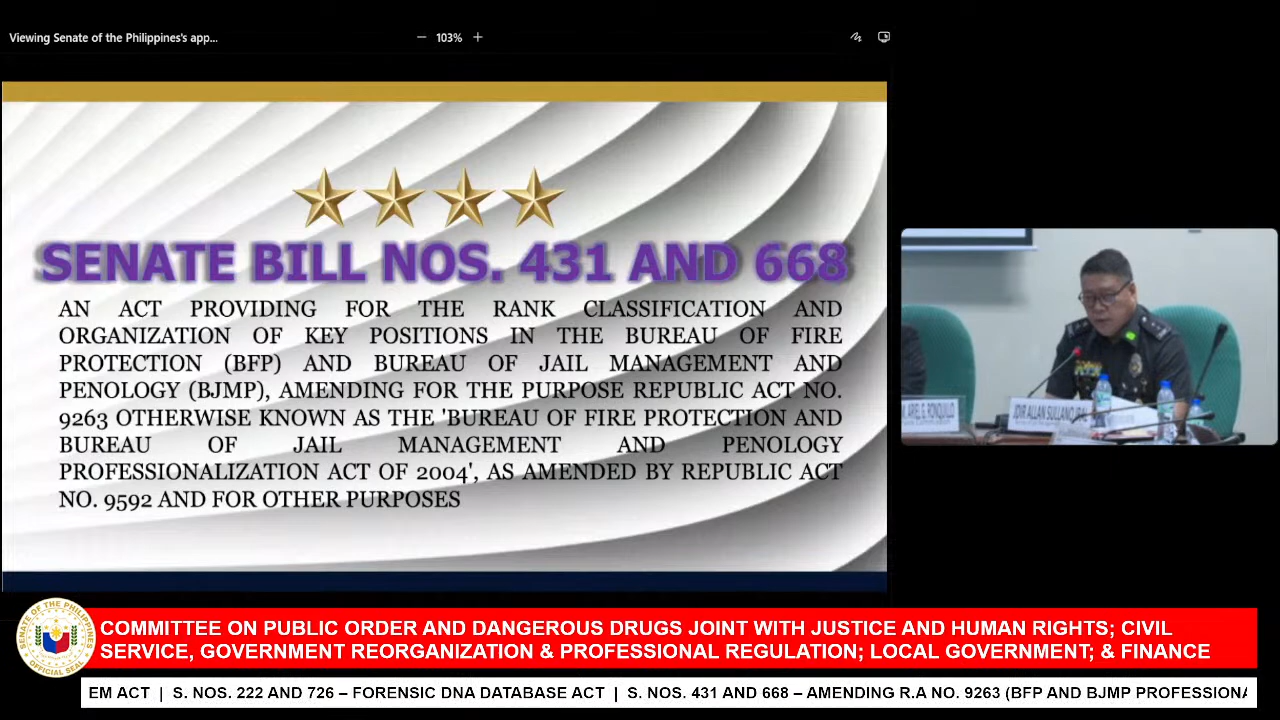 Viewing Senate of the Philippines's app...
103%
SENATE BILL NOS. 431 AND 668
AN ACT PROVIDING FOR THE RANK CLASSIFICATION AND
ORGANIZATION OF KEY POSITIONS IN THE BUREAU OF FIRE
PROTECTION (BFP) AND BUREAU OF JAIL MANAGEMENT AND
PENOLOGY (BJMP), AMENDING FOR THE PURPOSE REPUBLIC ACT NO.
9263 OTHERWISE KNOWN AS THE 'BUREAU OF FIRE PROTECTION AND
BUREAU OF JAIL MANAGEMENT AND PENOLOGY
PROFESSIONALIZATION ACT OF 2004', AS AMENDED BY REPUBLIC ACT
NO. 9592 AND FOR OTHER PURPOSES
ARIEL G. RONQUILLO
JDIR ALLAN SULLANO
SENATE OF THE PHILIPPINES
OFFICIAL SEAL
COMMITTEE ON PUBLIC ORDER AND DANGEROUS DRUGS JOINT WITH JUSTICE AND HUMAN RIGHTS; CIVIL
SERVICE, GOVERNMENT REORGANIZATION & PROFESSIONAL REGULATION; LOCAL GOVERNMENT; & FINANCE
EM ACT | S. NOS. 222 AND 726 – FORENSIC DNA DATABASE ACT | S. NOS. 431 AND 668 – AMENDING R.A NO. 9263 (BFP AND BJMP PROFESSIONA